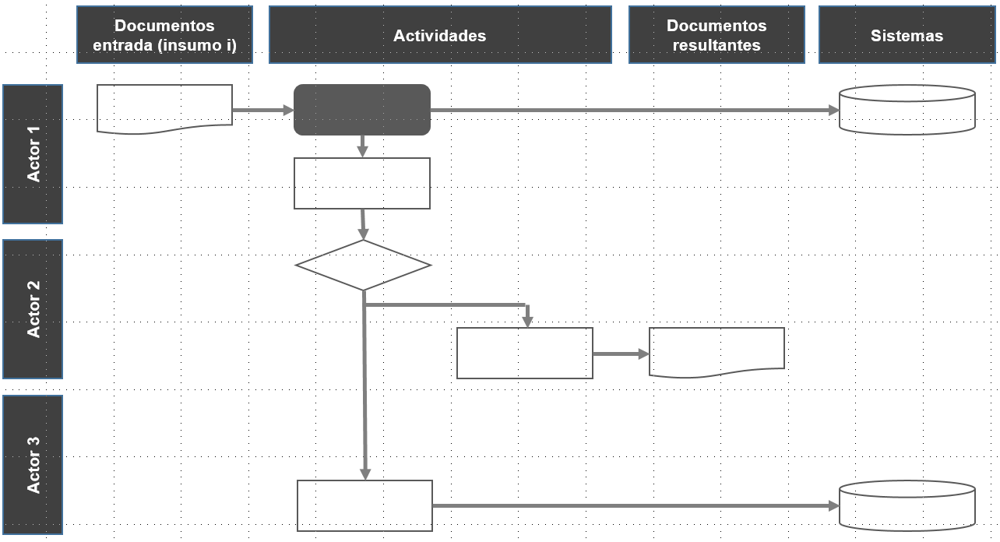 Documentos
entrada (insumo i)
Actividades
Documentos
resultantes
Sistemas
Actor 1
Actor 2
Actor 3